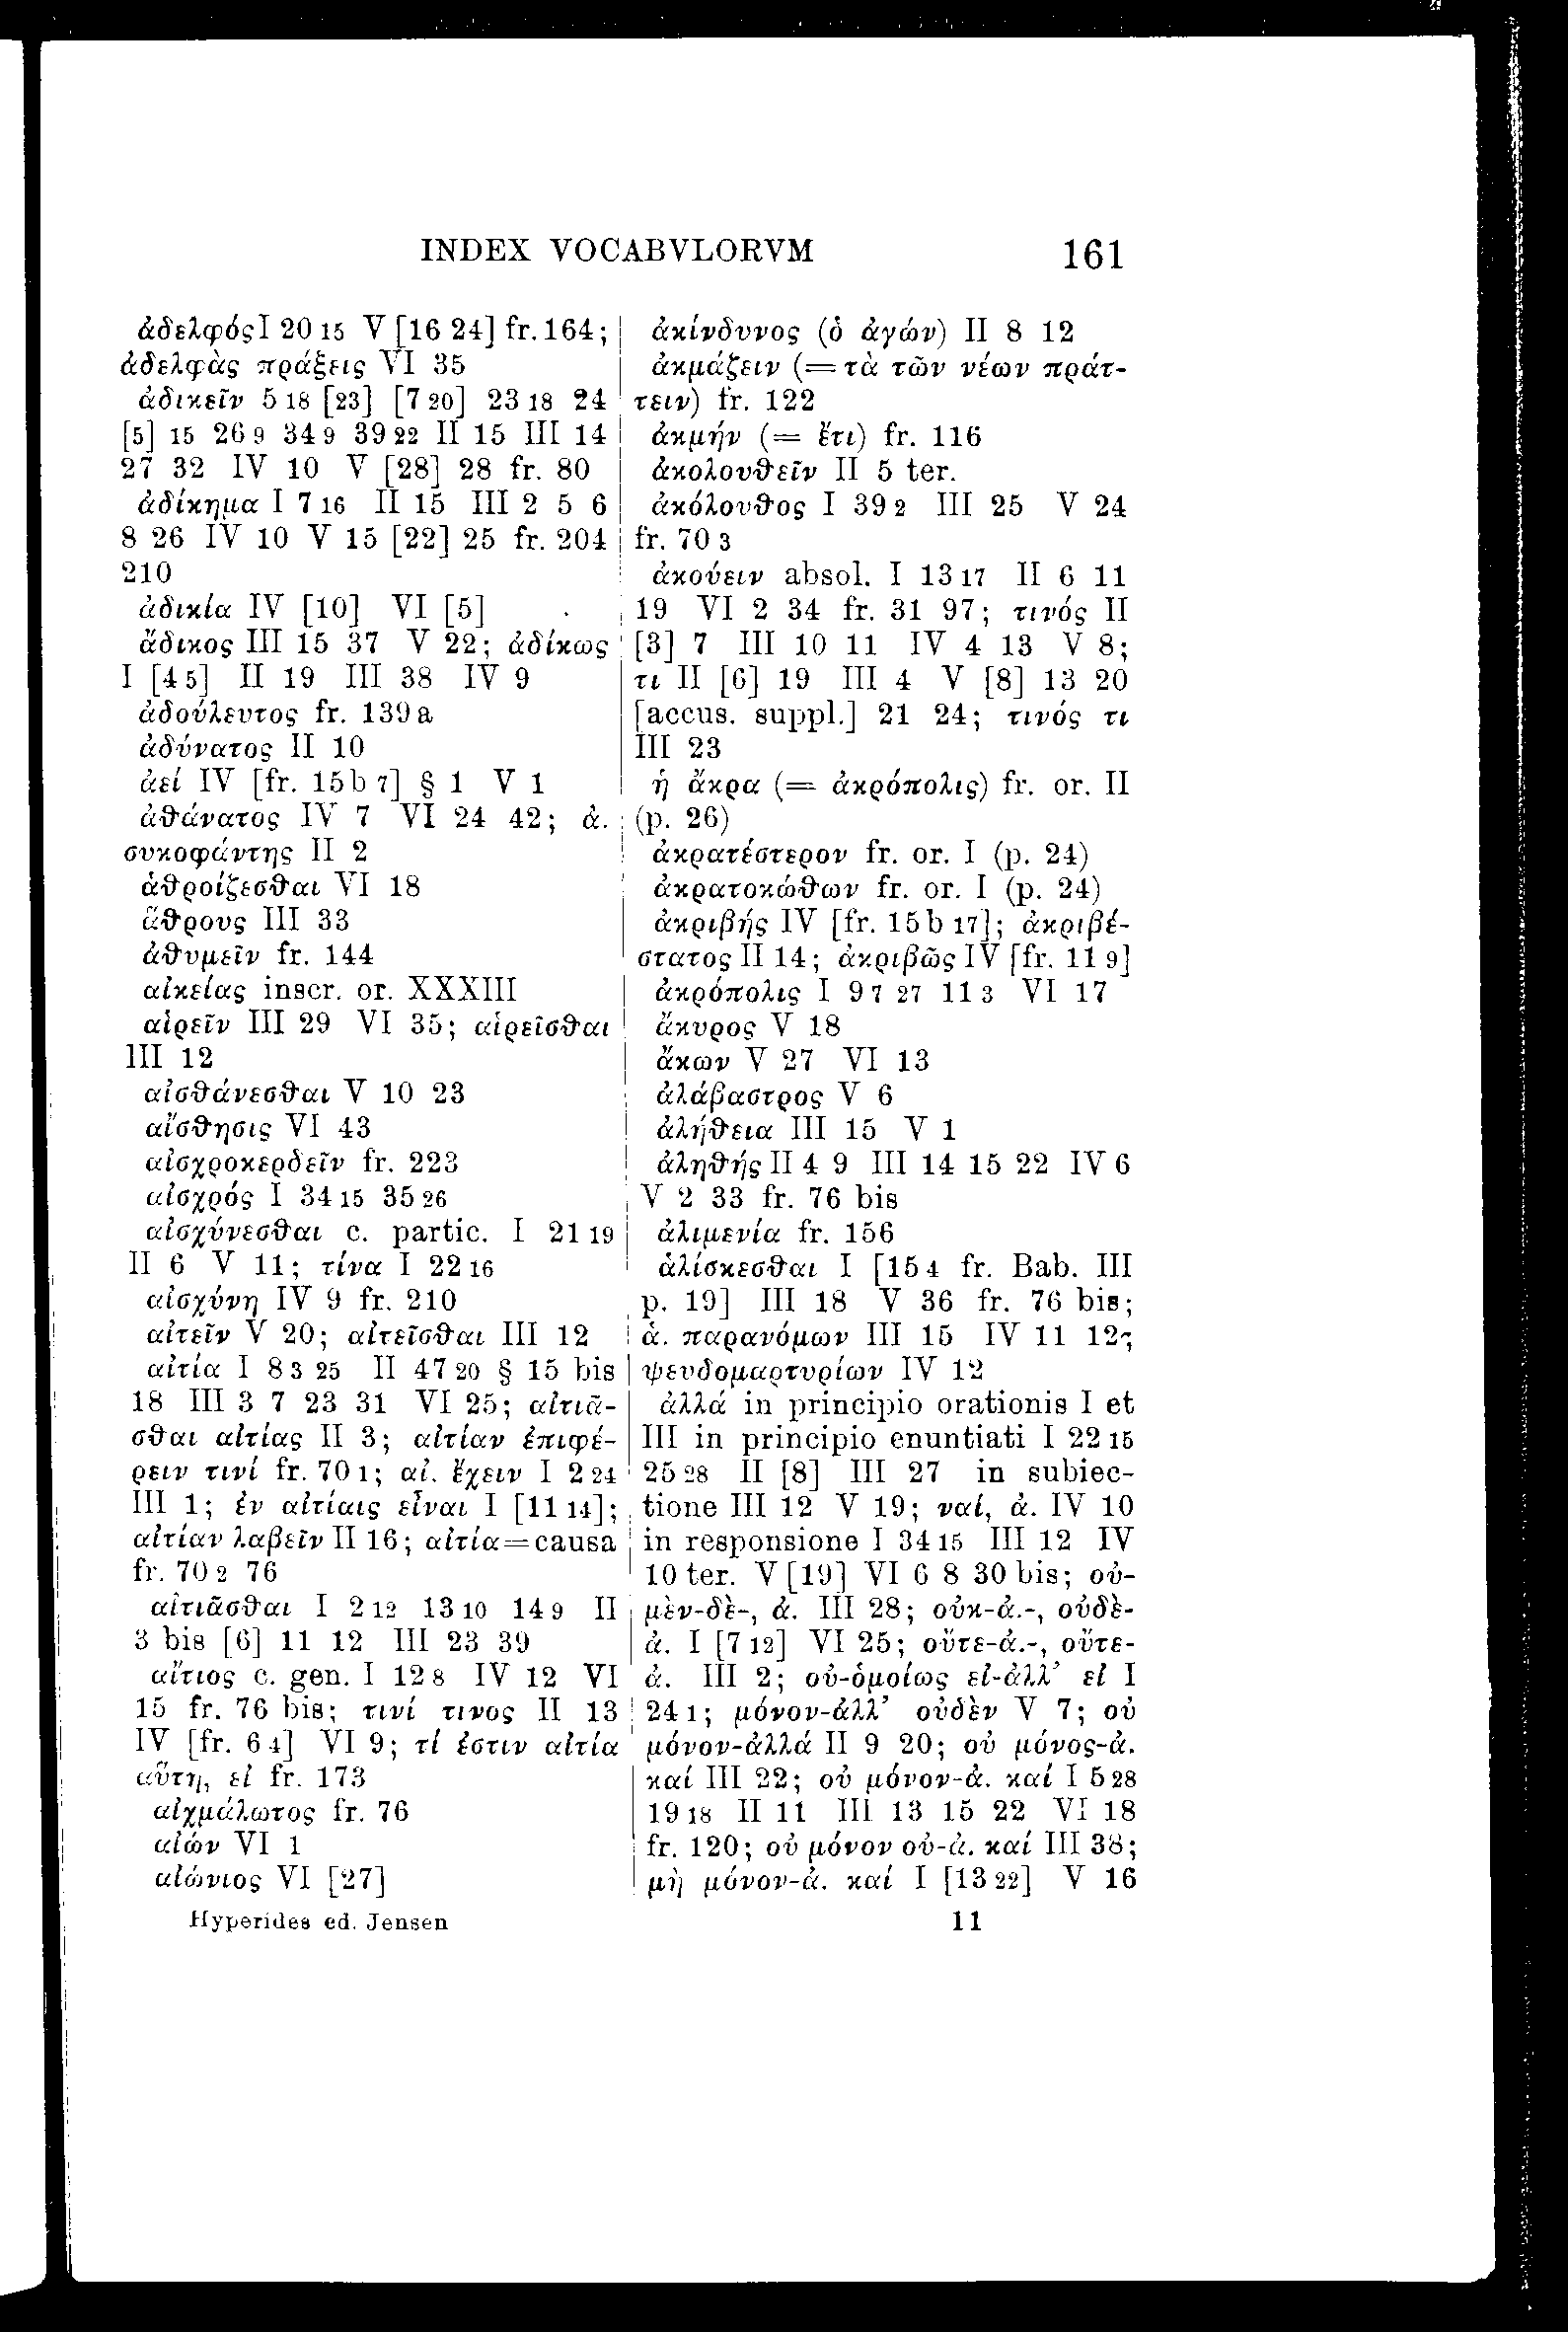 INDEX VOCABVLORVM 161
ἀδελφός I 20 15 V [16 24] fr. 164;
ἀδελφὰς πράξεις VI 35
ἀδικεῖν 5 18 [23] [7 20] 23 18 24
[5] 15 26 9 34 9 39 22 II 15 III 14
27 32 IV 10 V [28] 28 fr. 80
ἀδίκημα I 7 16 II 15 III 2 5 6
8 26 IV 10 V 15 [22] 25 fr. 204
210
ἀδικία IV [10] VI [5]
ἄδικος III 15 37 V 22; ἀδίκως
I [4 5] II 19 III 38 IV 9
ἀδούλευτος fr. 139 a
ἀδύνατος II 10
ἀεί IV [fr. 15 b 7] § 1 V 1
ἀθάνατος IV 7 VI 24 42; ἀ.
συκοφάντης II 2
ἀθροίζεσθαι VI 18
ἄθρους III 33
ἀθυμεῖν fr. 144
αἰκείας inscr. or. XXXIII
αἱρεῖν III 29 VI 35; αἱρεῖσθαι
III 12
αἰσθάνεσθαι V 10 23
αἴσθησις VI 43
αἰσχροκερδεῖν fr. 223
αἰσχρός I 34 15 35 26
αἰσχύνεσθαι c. partic. I 21 19
II 6 V 11; τίνα I 22 16
αἰσχύνη IV 9 fr. 210
αἰτεῖν V 20; αἰτεῖσθαι III 12
αἰτία I 8 3 25 II 47 20 § 15 bis
18 III 3 7 23 31 VI 25; αἰτιᾶ-
σθαι αἰτίας II 3; αἰτίαν ἐπιφέ-
ρειν τινί fr. 70 1; αἰ. ἔχειν I 2 24
III 1; ἐν αἰτίαις εἶναι I [11 14];
αἰτίαν λαβεῖν II 16; αἰτία = causa
fr. 70 2 76
αἰτιᾶσθαι I 2 12 13 10 14 9 II
3 bis [6] 11 12 III 23 39
αἴτιος c. gen. I 12 8 IV 12 VI
15 fr. 76 bis; τινί τινος II 13
IV [fr. 6 4] VI 9; τί ἐστιν αἰτία
αὕτη, εἰ fr. 173
αἰχμάλωτος fr. 76
αἰών VI 1
αἰώνιος VI [27]
ἀκίνδυνος (ὁ ἀγών) II 8 12
ἀκμάζειν (= τὰ τῶν νέων πράτ-
τειν) fr. 122
ἀκμήν (= ἔτι) fr. 116
ἀκολουθεῖν II 5 ter.
ἀκόλουθος I 39 2 III 25 V 24
fr. 70 3
ἀκούειν absol. I 13 17 II 6 11
19 VI 2 34 fr. 31 97; τινός II
[3] 7 III 10 11 IV 4 13 V 8;
τι II [6] 19 III 4 V [8] 13 20
[accus. suppl.] 21 24; τινός τι
III 23
ἡ ἄκρα (= ἀκρόπολις) fr. or. II
(p. 26)
ἀκρατέστερον fr. or. I (p. 24)
ἀκρατοκώθων fr. or. I (p. 24)
ἀκριβής IV [fr. 15 b 17]; ἀκριβέ-
στατος II 14; ἀκριβῶς IV [fr. 11 9]
ἀκρόπολις I 9 7 27 11 3 VI 17
ἄκυρος V 18
ἄκων V 27 VI 13
ἀλάβαστρος V 6
ἀλήθεια III 15 V 1
ἀληθής II 4 9 III 14 15 22 IV 6
V 2 33 fr. 76 bis
ἀλιμενία fr. 156
ἁλίσκεσθαι I [15 4 fr. Bab. III
p. 19] III 18 V 36 fr. 76 bis;
ἁ. παρανόμων III 15 IV 11 12;
ψευδομαρτυρίων IV 12
ἀλλά in principio orationis I et
III in principio enuntiati I 22 15
25 28 II [8] III 27 in subiec-
tione III 12 V 19; ναί, ἀ. IV 10
in responsione I 34 15 III 12 IV
10 ter. V [19] VI 6 8 30 bis; οὐ-
μὲν-δὲ-, ἀ. III 28; οὐκ-ἀ.-, οὐδὲ-
ἀ. I [7 12] VI 25; οὔτε-ἀ.-, οὔτε-
ἀ. III 2; οὐ-ὁμοίως εἰ-ἀλλ’ εἰ I
24 1; μόνον-ἀλλ’ οὐδὲν V 7; οὐ
μόνον-ἀλλά II 9 20; οὐ μόνος-ἀ.
καί III 22; οὐ μόνον-ἀ. καί I 5 28
19 18 II 11 III 13 15 22 VI 18
fr. 120; οὐ μόνον οὐ-ἀ. καί III 38;
μὴ μόνον-ἀ. καί I [13 22] V 16
Hyperides ed. Jensen 11